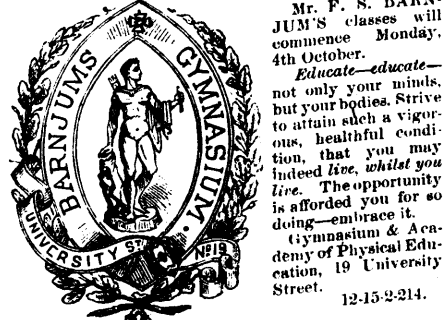 BARNJUMS GYMNASIUM.
UNIVERSITY ST. No 19
Mr. F. S. BARN-
JUM'S classes will
commence Monday,
4th October.
Educate—educate—
not only your minds,
but your bodies. Strive
to attain such a vigor-
ous, healthful condi-
tion, that you may
indeed live, whilst you
live. The opportunity
is afforded you for so
doing—embrace it.
Gymnasium & Aca-
demy of Physical Edu-
cation, 19 University
Street.
12-15-2-214.